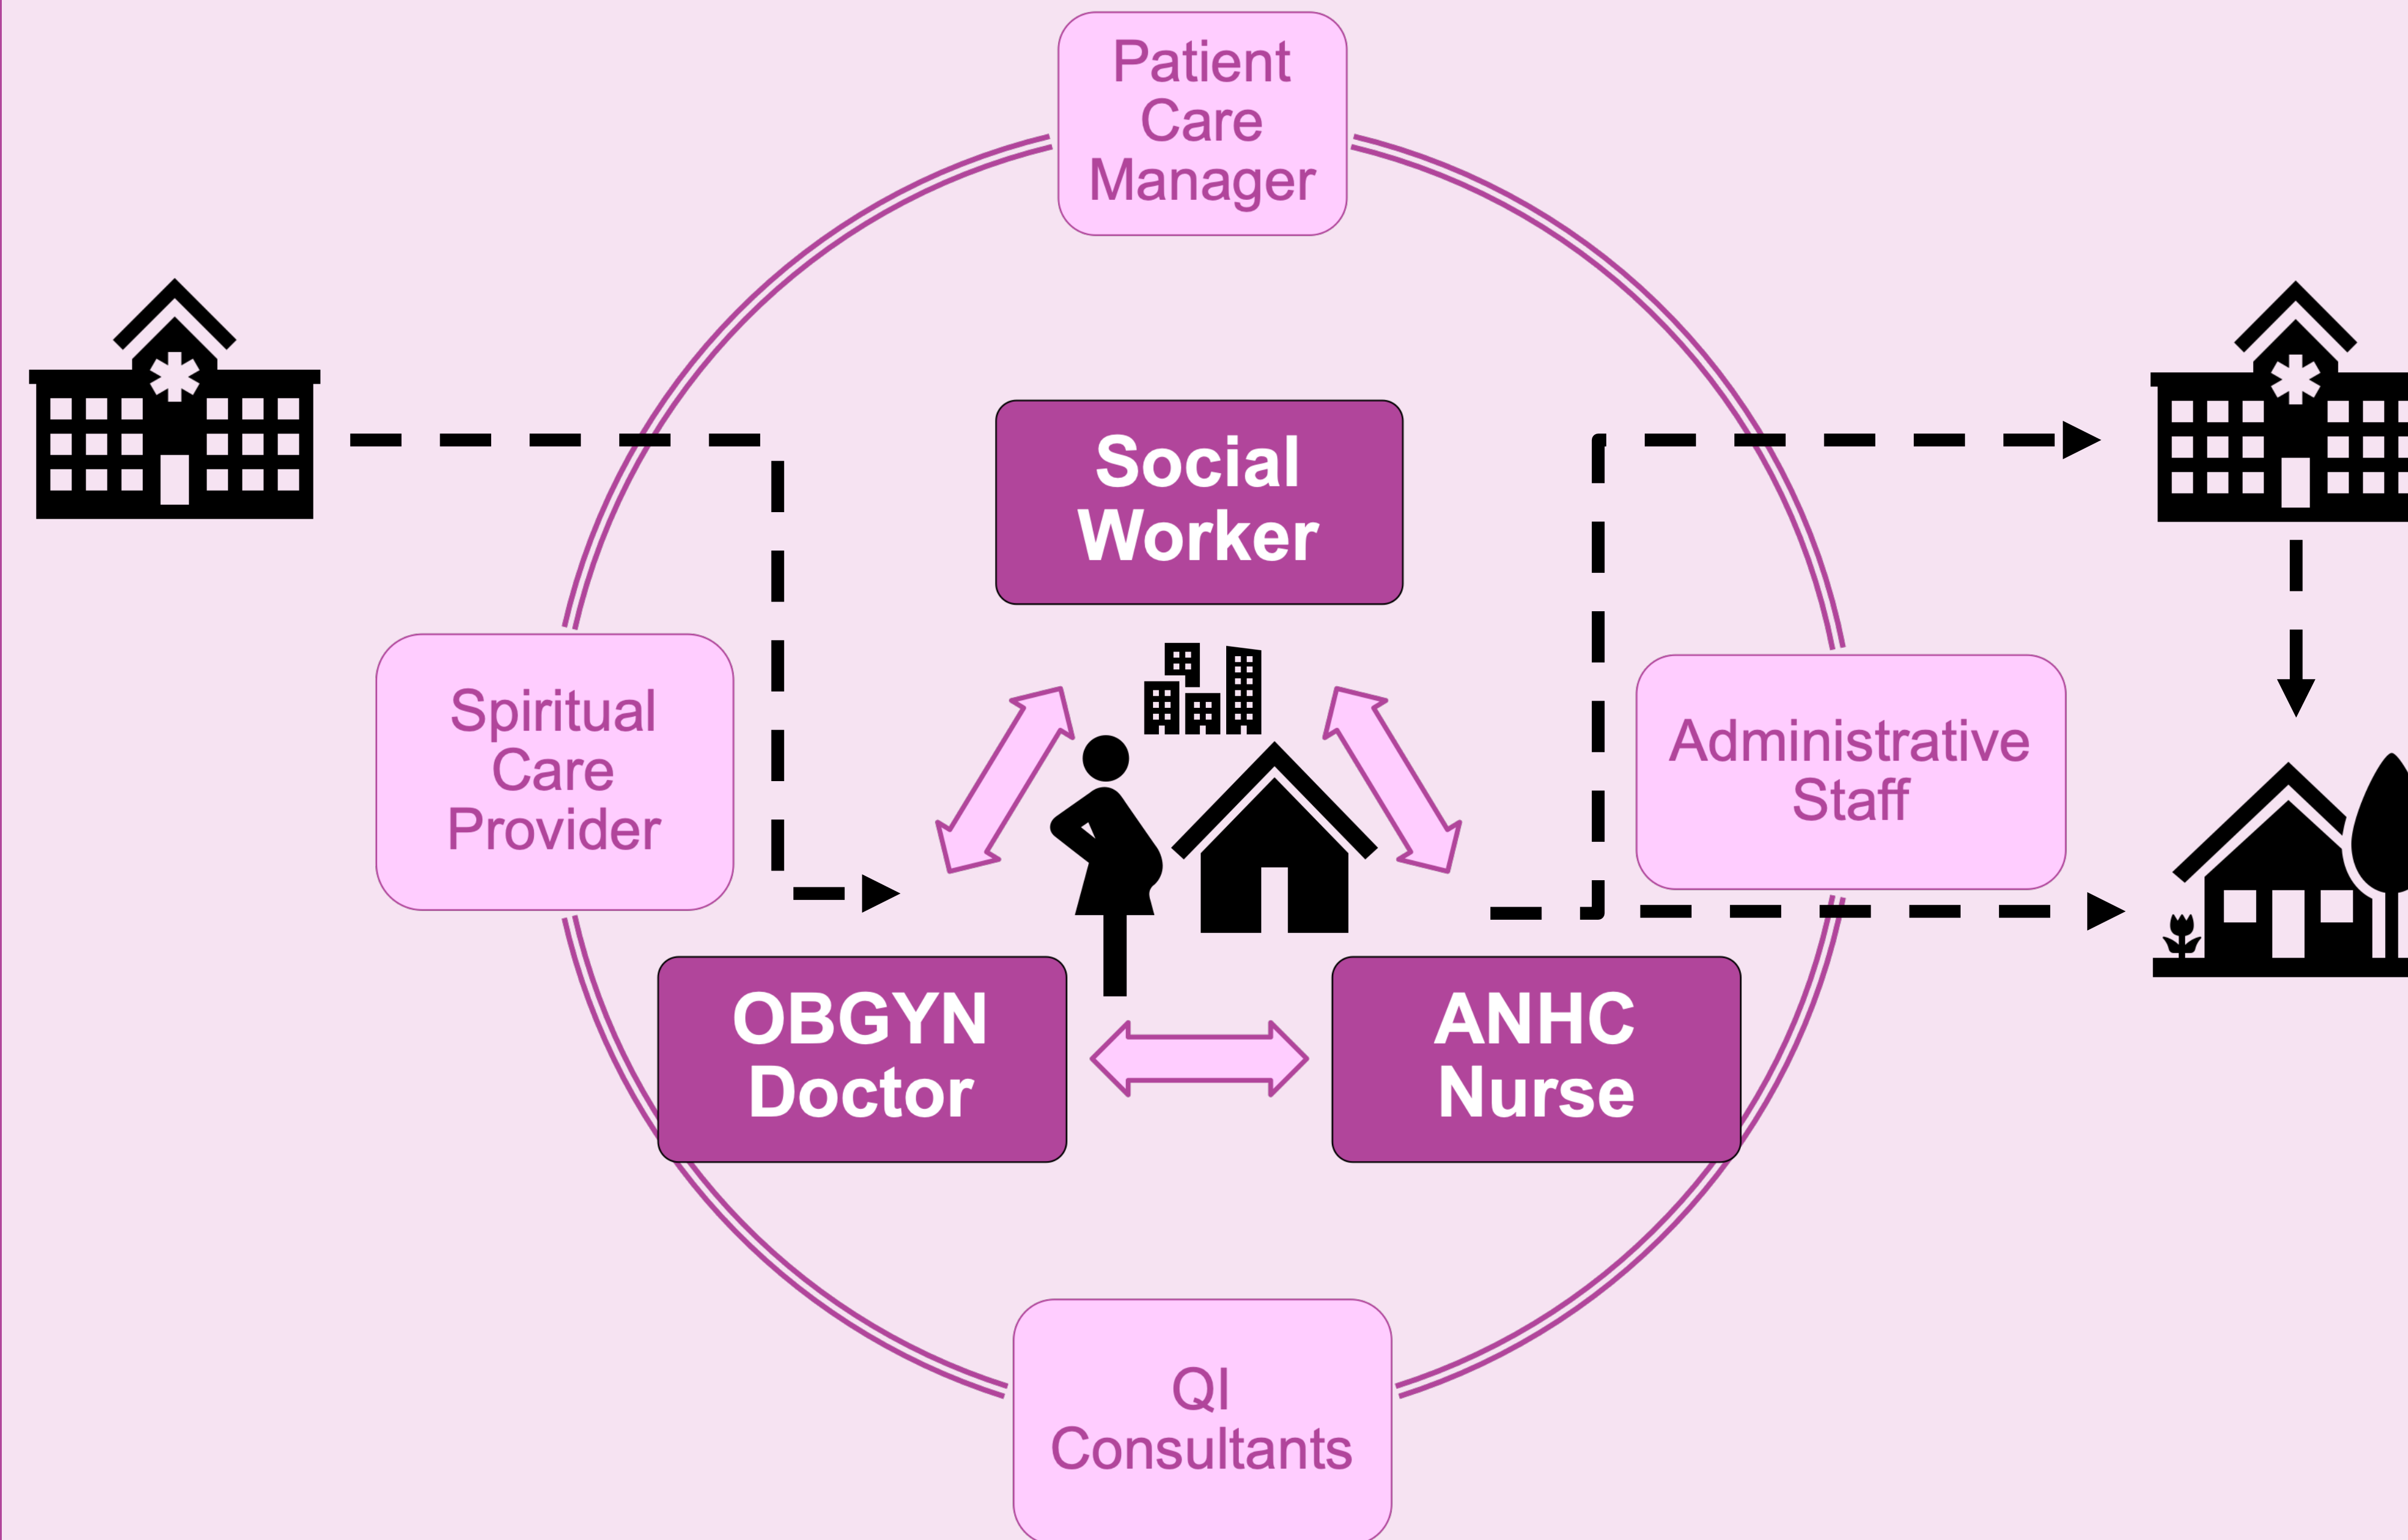 Patient
Care
Manager
Social
Worker
Spiritual
Care
Provider
Administrative
Staff
OBGYN
Doctor
ANHC
Nurse
QI
Consultants